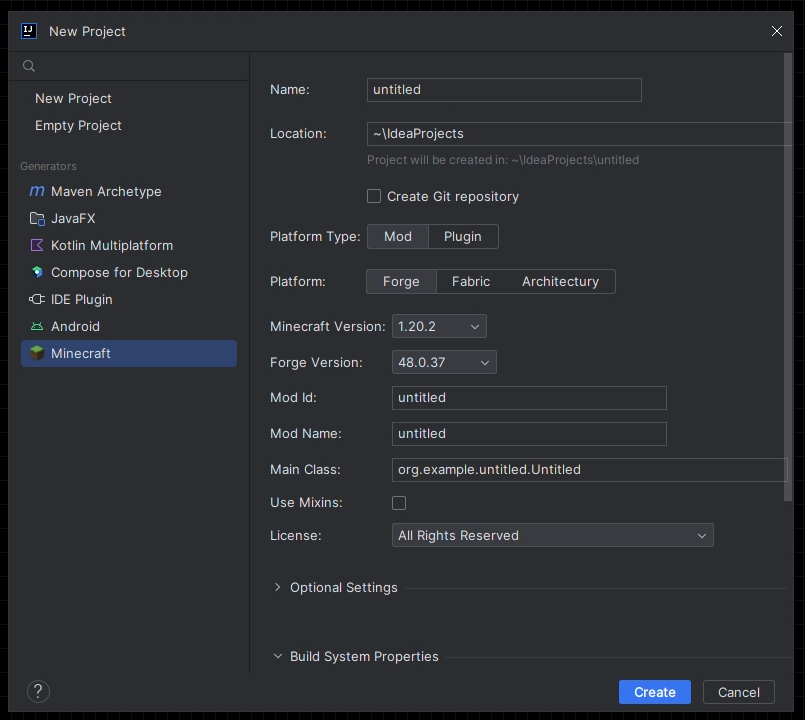 IJ
New Project
New Project
Empty Project
Generators
m Maven Archetype
JavaFX
Kotlin Multiplatform
Compose for Desktop
IDE Plugin
Android
Minecraft
Name: untitled
Location: ~\IdeaProjects
Project will be created in: ~\IdeaProjects\untitled
Create Git repository
Platform Type: Mod Plugin
Platform: Forge Fabric Architectury
Minecraft Version: 1.20.2
Forge Version: 48.0.37
Mod Id: untitled
Mod Name: untitled
Main Class: org.example.untitled.Untitled
Use Mixins:
License: All Rights Reserved
Optional Settings
Build System Properties
? Create Cancel